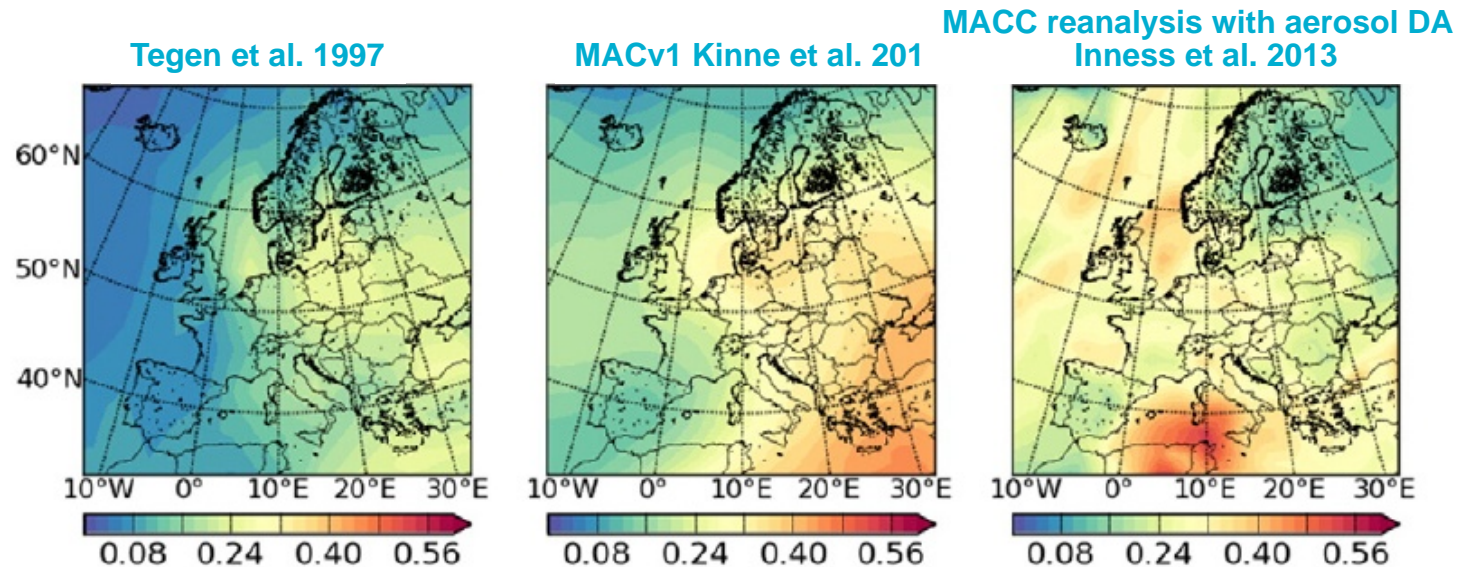 Tegen et al. 1997
MACv1 Kinne et al. 201
MACC reanalysis with aerosol DA
Inness et al. 2013
60°N
50°N
40°N
10°W 0° 10°E 20°E 30°E
10°W 0° 10°E 20°E 30°E
10°W 0° 10°E 20°E 30°E
0.08 0.24 0.40 0.56
0.08 0.24 0.40 0.56
0.08 0.24 0.40 0.56